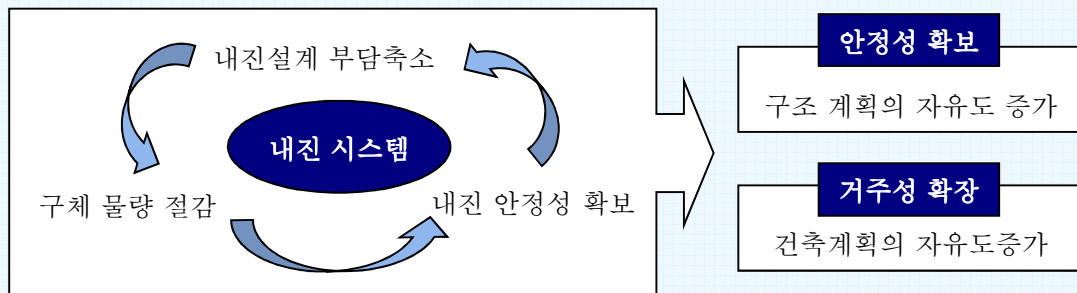 내진설계 부담축소
내진 시스템
구체 물량 절감
내진 안정성 확보
안정성 확보
구조 계획의 자유도 증가
거주성 확장
건축계획의 자유도증가